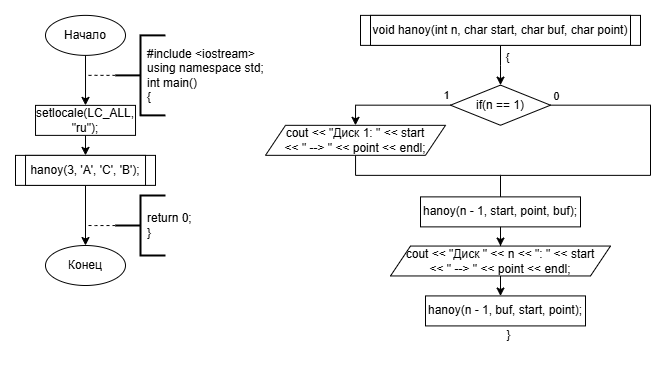 Начало
#include <iostream>
using namespace std;
int main()
{
setlocale(LC_ALL,
"ru");
hanoy(3, 'A', 'C', 'B');
return 0;
}
Конец
void hanoy(int n, char start, char buf, char point)
{
1
if(n == 1)
0
cout << "Диск 1: " << start
<< " --> " << point << endl;
hanoy(n - 1, start, point, buf);
cout << "Диск " << n << ": " << start
<< " --> " << point << endl;
hanoy(n - 1, buf, start, point);
}